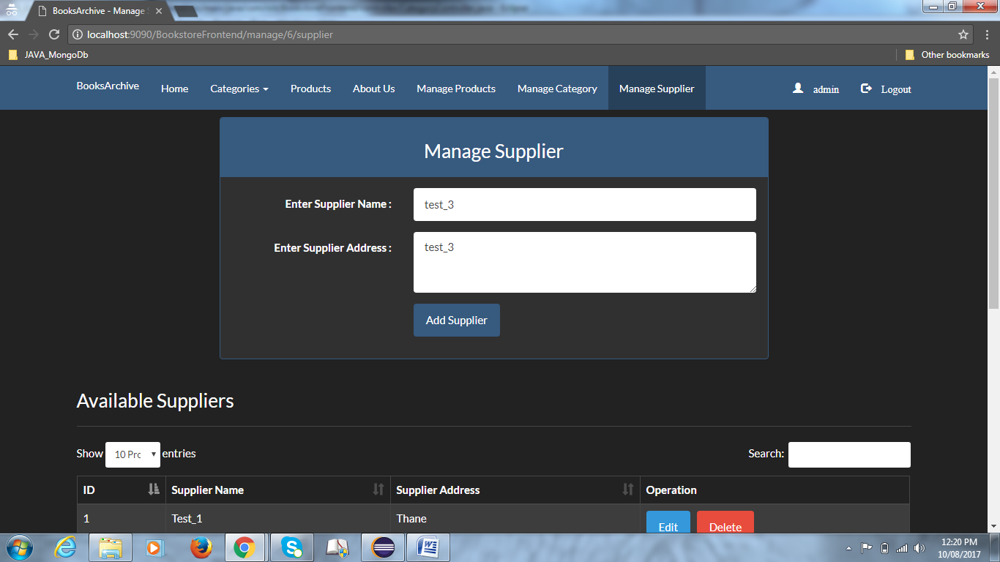 BooksArchive - Manage S
localhost:9090/BookstoreFrontend/manage/6/supplier
JAVA_MongoDb
Other bookmarks
BooksArchive Home Categories Products About Us Manage Products Manage Category Manage Supplier admin Logout
Manage Supplier
Enter Supplier Name : test_3
Enter Supplier Address : test_3
Add Supplier
Available Suppliers
Show 10 Prc entries Search:
ID Supplier Name Supplier Address Operation
1 Test_1 Thane Edit Delete
12:20 PM
10/08/2017